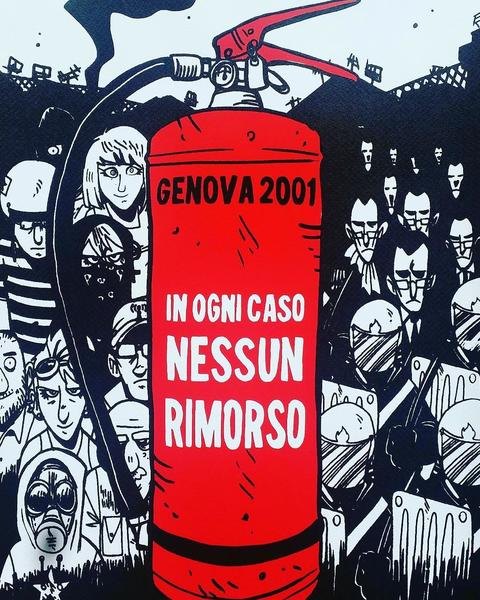 GENOVA 2001
IN OGNI CASO
NESSUN
RIMORSO